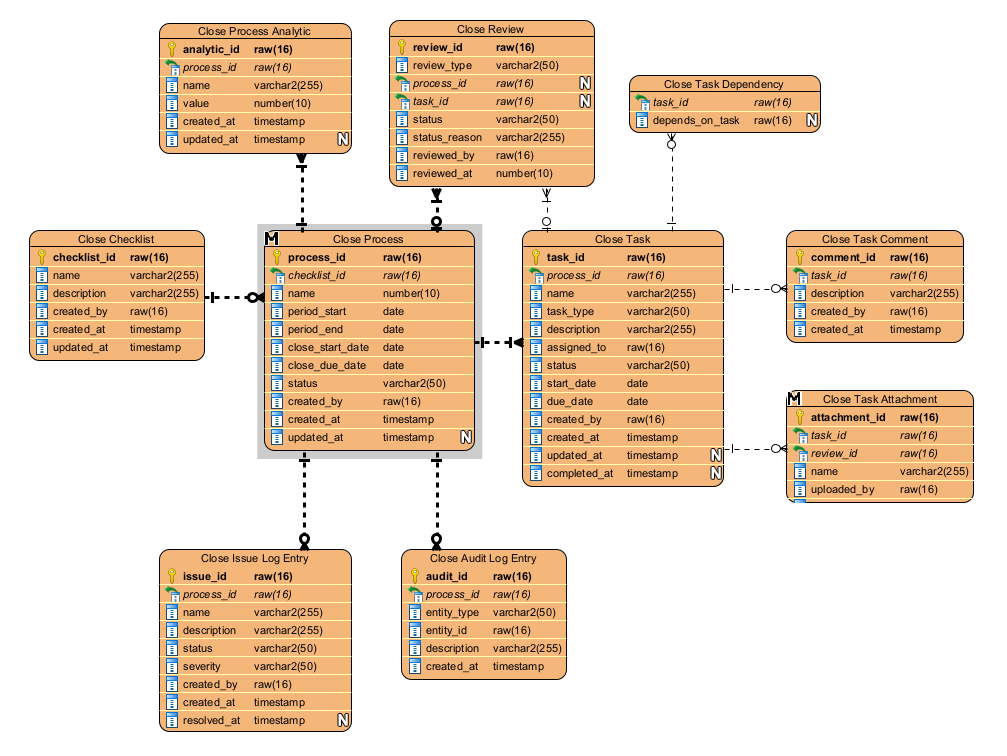 Close Process Analytic
analytic_id raw(16)
process_id raw(16)
name varchar2(255)
value number(10)
created_at timestamp
updated_at timestamp N
Close Review
review_id raw(16)
review_type varchar2(50)
process_id raw(16) N
task_id raw(16) N
status varchar2(50)
status_reason varchar2(255)
reviewed_by raw(16)
reviewed_at number(10)
Close Task Dependency
task_id raw(16)
depends_on_task raw(16) N
Close Checklist
checklist_id raw(16)
name varchar2(255)
description varchar2(255)
created_by raw(16)
created_at timestamp
updated_at timestamp
M Close Process
process_id raw(16)
checklist_id raw(16)
name number(10)
period_start date
period_end date
close_start_date date
close_due_date date
status varchar2(50)
created_by raw(16)
created_at timestamp
updated_at timestamp N
Close Task
task_id raw(16)
process_id raw(16)
name varchar2(255)
task_type varchar2(50)
description varchar2(255)
assigned_to raw(16)
status varchar2(50)
start_date date
due_date date
created_by raw(16)
created_at timestamp
updated_at timestamp N
completed_at timestamp N
Close Task Comment
comment_id raw(16)
task_id raw(16)
description varchar2(255)
created_by raw(16)
created_at timestamp
M Close Task Attachment
attachment_id raw(16)
task_id raw(16)
review_id raw(16)
name varchar2(255)
uploaded_by raw(16)
Close Issue Log Entry
issue_id raw(16)
process_id raw(16)
name varchar2(255)
description varchar2(255)
status varchar2(50)
severity varchar2(50)
created_by raw(16)
created_at timestamp
resolved_at timestamp N
Close Audit Log Entry
audit_id raw(16)
process_id raw(16)
entity_type varchar2(50)
entity_id raw(16)
description varchar2(255)
created_at timestamp